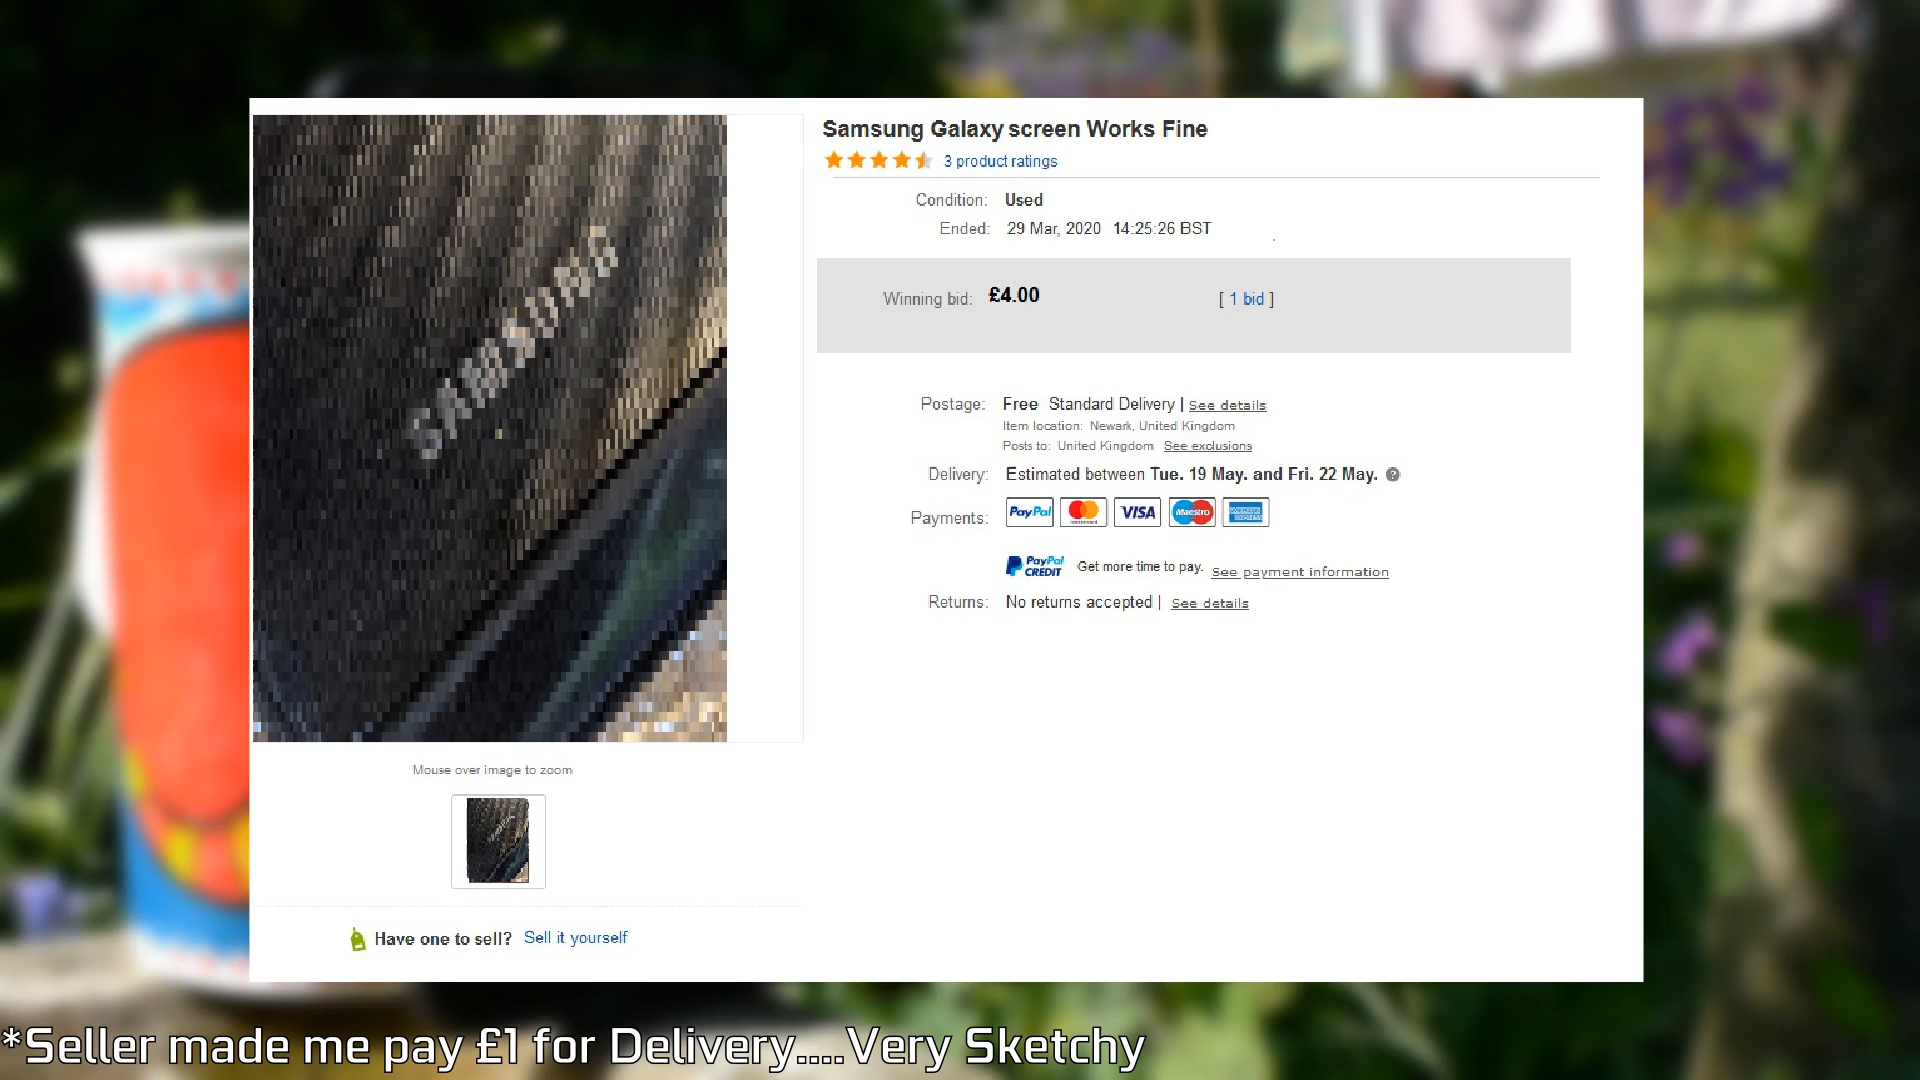 SAMSUNG
Samsung Galaxy screen Works Fine
3 product ratings
Condition: Used
Ended: 29 Mar, 2020 14:25:26 BST
Winning bid: £4.00 [ 1 bid ]
Postage: Free Standard Delivery | See details
Item location: Newark, United Kingdom
Posts to: United Kingdom See exclusions
Delivery: Estimated between Tue. 19 May. and Fri. 22 May. ?
Payments: PayPal mastercard VISA Maestro AMERICAN EXPRESS
PayPal CREDIT Get more time to pay. See payment information
Returns: No returns accepted | See details
Mouse over image to zoom
Have one to sell? Sell it yourself
*Seller made me pay £1 for Delivery....Very Sketchy